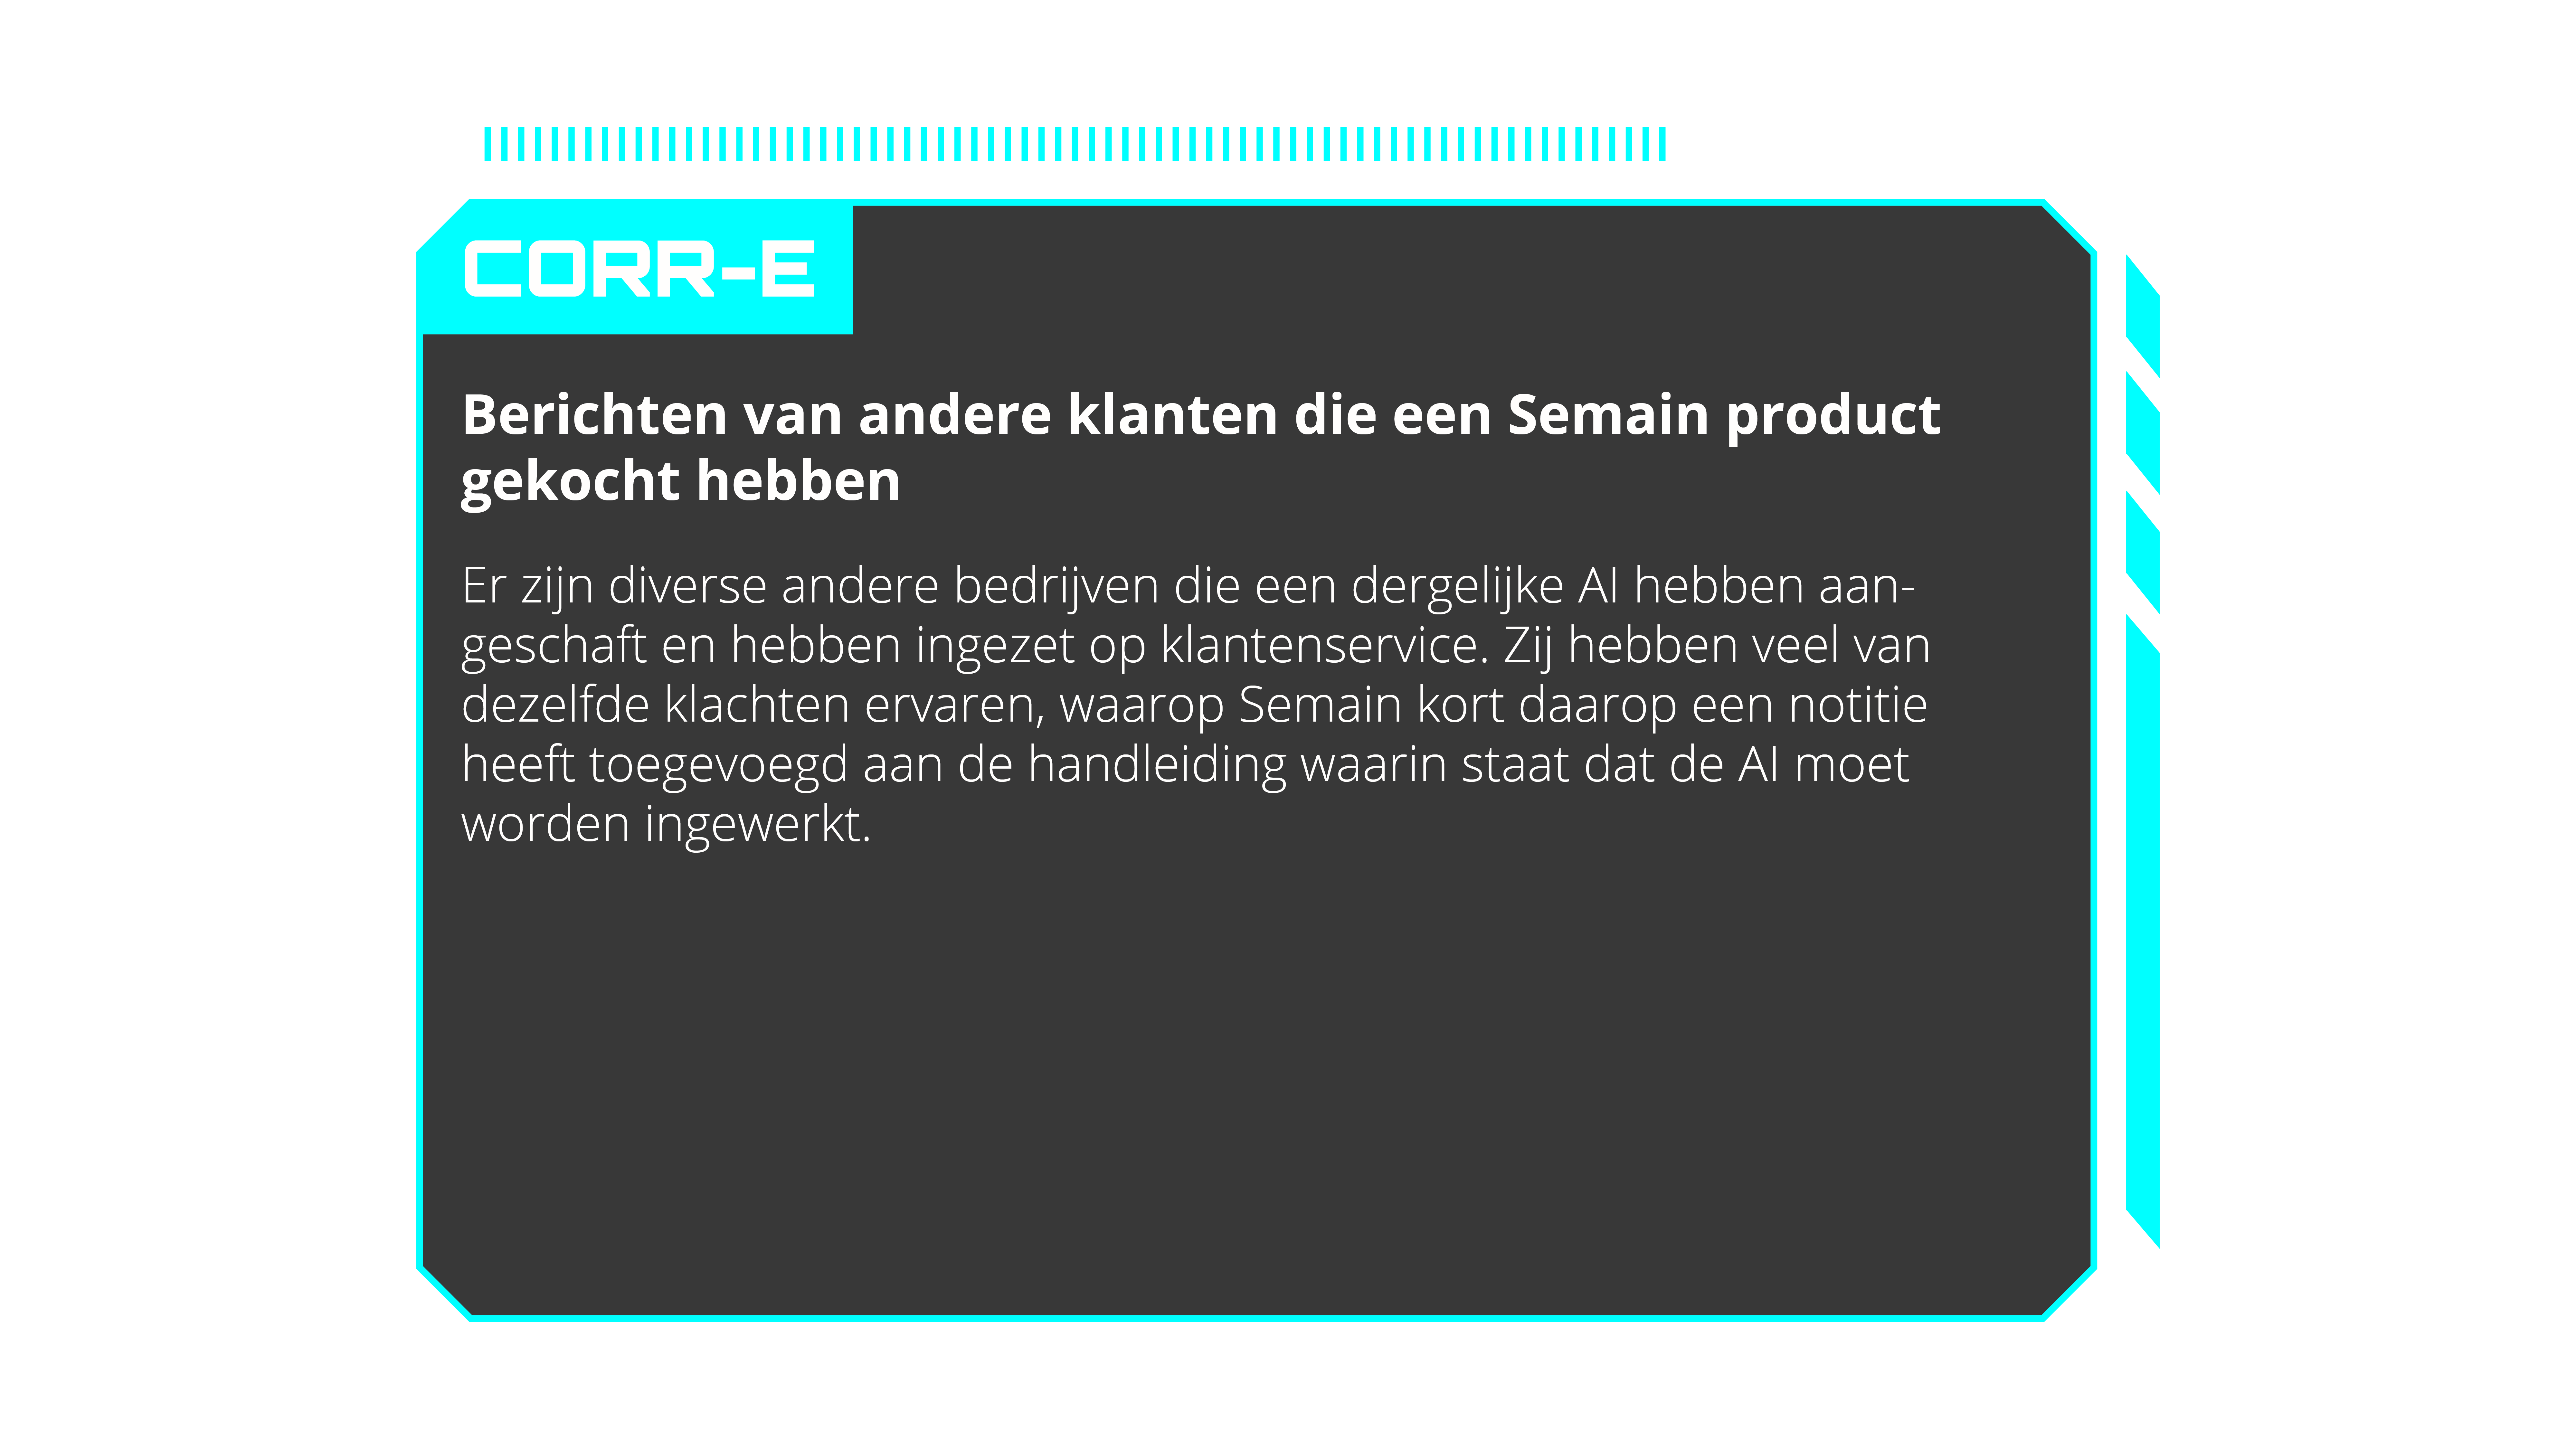 CORR-E
Berichten van andere klanten die een Semain product
gekocht hebben
Er zijn diverse andere bedrijven die een dergelijke AI hebben aan-
geschaft en hebben ingezet op klantenservice. Zij hebben veel van
dezelfde klachten ervaren, waarop Semain kort daarop een notitie
heeft toegevoegd aan de handleiding waarin staat dat de AI moet
worden ingewerkt.